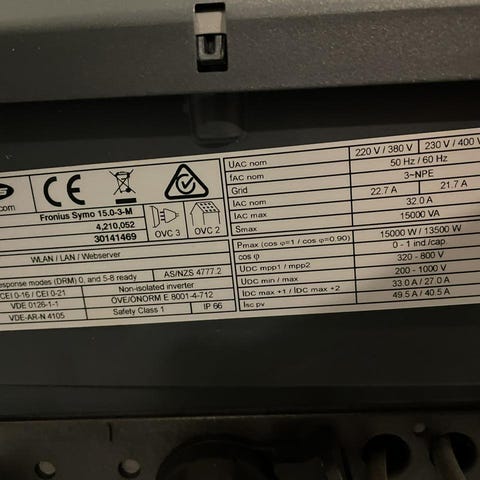 .com
Fronius Symo 15.0-3-M
4,210,052
30141469
OVC 3
OVC 2
WLAN / LAN / Webserver
esponse modes (DRM) 0, and 5-8 ready
AS/NZS 4777.2
CEI 0-16 / CEI 0-21
Non-isolated inverter
VDE 0126-1-1
ÖVE/ÖNORM E 8001-4-712
VDE-AR-N 4105
Safety Class 1
IP 66
UAC nom
220 V / 380 V
230 V / 400 V
fAC nom
50 Hz / 60 Hz
Grid
3~NPE
IAC nom
22.7 A
21.7 A
IAC max
32.0 A
Smax
15000 VA
Pmax (cos φ=1 / cos φ=0.90)
15000 W / 13500 W
cos φ
0 - 1 ind./cap.
UDC mpp1 / mpp2
320 - 800 V
UDC min / max
200 - 1000 V
IDC max +1 / IDC max +2
33.0 A / 27.0 A
Isc pv
49.5 A / 40.5 A